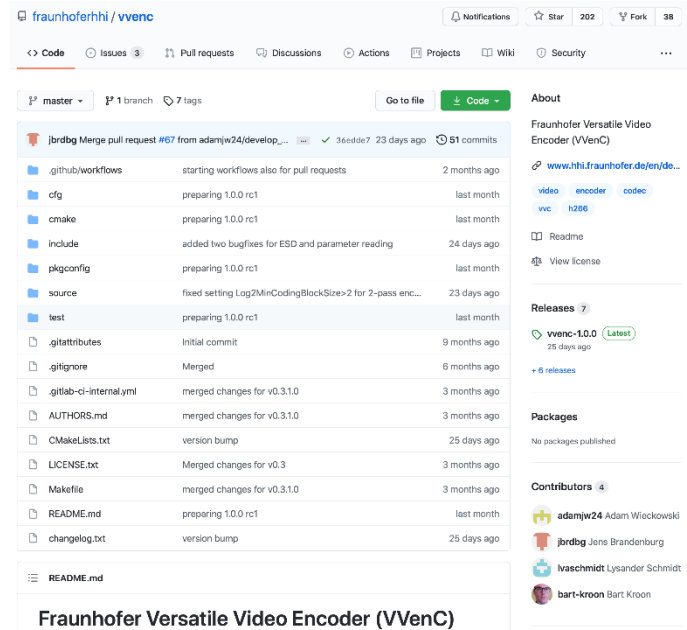 fraunhoferhhi / vvenc
Notifications
Star 202
Fork 38
Code
Issues 3
Pull requests
Discussions
Actions
Projects
Wiki
Security
...
master
1 branch
7 tags
Go to file
Code
jbrdbg Merge pull request #67 from adamjw24/develop_... ... 36edde7 23 days ago 51 commits
.github/workflows starting workflows also for pull requests 2 months ago
cfg preparing 1.0.0 rc1 last month
cmake preparing 1.0.0 rc1 last month
include added two bugfixes for ESD and parameter reading 24 days ago
pkgconfig preparing 1.0.0 rc1 last month
source fixed setting Log2MinCodingBlockSize>2 for 2-pass enc... 23 days ago
test preparing 1.0.0 rc1 last month
.gitattributes Initial commit 9 months ago
.gitignore Merged 6 months ago
.gitlab-ci-internal.yml merged changes for v0.3.1.0 3 months ago
AUTHORS.md merged changes for v0.3.1.0 3 months ago
CMakeLists.txt version bump 25 days ago
LICENSE.txt Merged changes for v0.3 3 months ago
Makefile merged changes for v0.3.1.0 3 months ago
README.md preparing 1.0.0 rc1 last month
changelog.txt version bump 25 days ago
README.md
Fraunhofer Versatile Video Encoder (VVenC)
About
Fraunhofer Versatile Video
Encoder (VVenC)
www.hhi.fraunhofer.de/en/de...
video encoder codec
vvc h266
Readme
View license
Releases 7
vvenc-1.0.0 Latest
25 days ago
+ 6 releases
Packages
No packages published
Contributors 4
adamjw24 Adam Wieckowski
jbrdbg Jens Brandenburg
lvaschmidt Lysander Schmidt
bart-kroon Bart Kroon